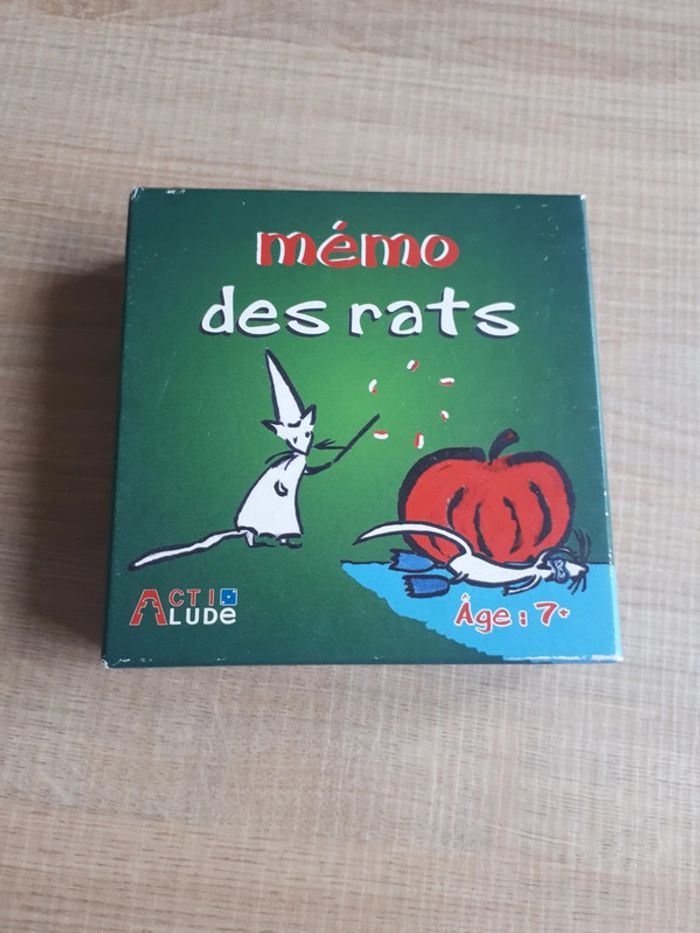 mémo
des rats
ACTI
LUDE
Âge : 7+